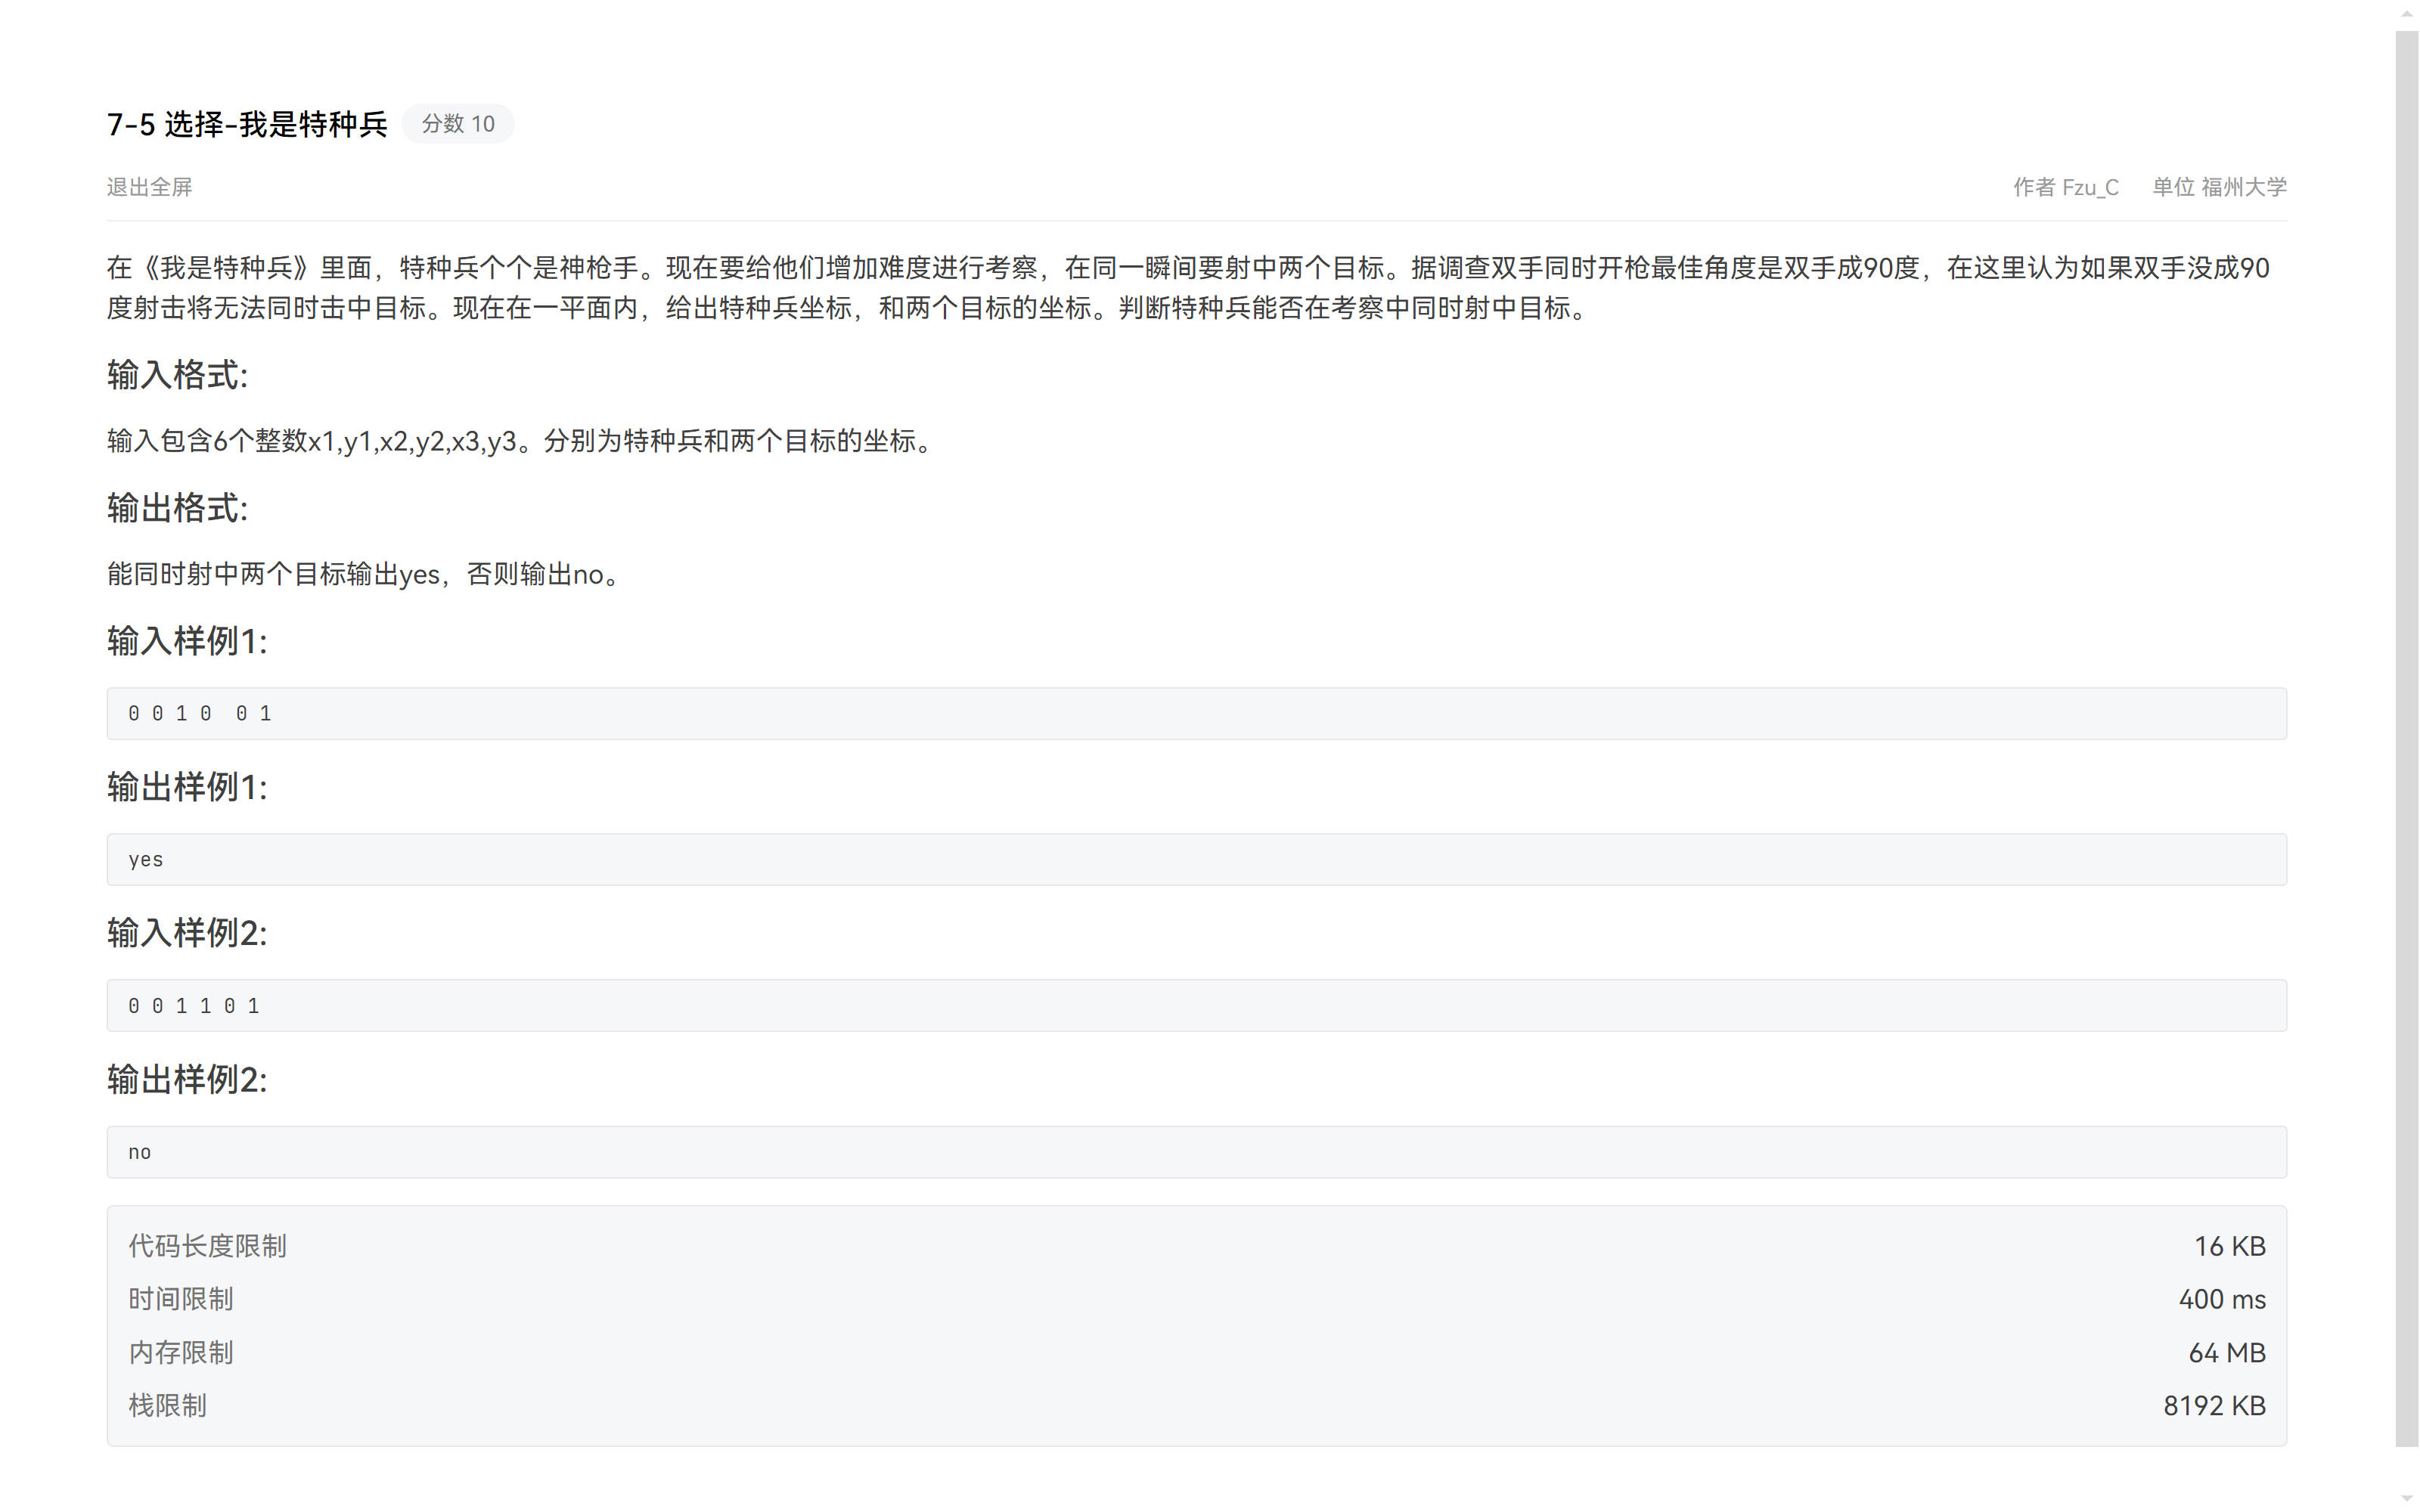 7-5 选择-我是特种兵 分数 10
退出全屏 作者 Fzu_C 单位 福州大学
在《我是特种兵》里面，特种兵个个是神枪手。现在要给他们增加难度进行考察，在同一瞬间要射中两个目标。据调查双手同时开枪最佳角度是双手成90度，在这里认为如果双手没成90
度射击将无法同时击中目标。现在在一平面内，给出特种兵坐标，和两个目标的坐标。判断特种兵能否在考察中同时射中目标。
输入格式:
输入包含6个整数x1,y1,x2,y2,x3,y3。分别为特种兵和两个目标的坐标。
输出格式:
能同时射中两个目标输出yes，否则输出no。
输入样例1:
0 0 1 0  0 1
输出样例1:
yes
输入样例2:
0 0 1 1 0 1
输出样例2:
no
代码长度限制 16 KB
时间限制 400 ms
内存限制 64 MB
栈限制 8192 KB